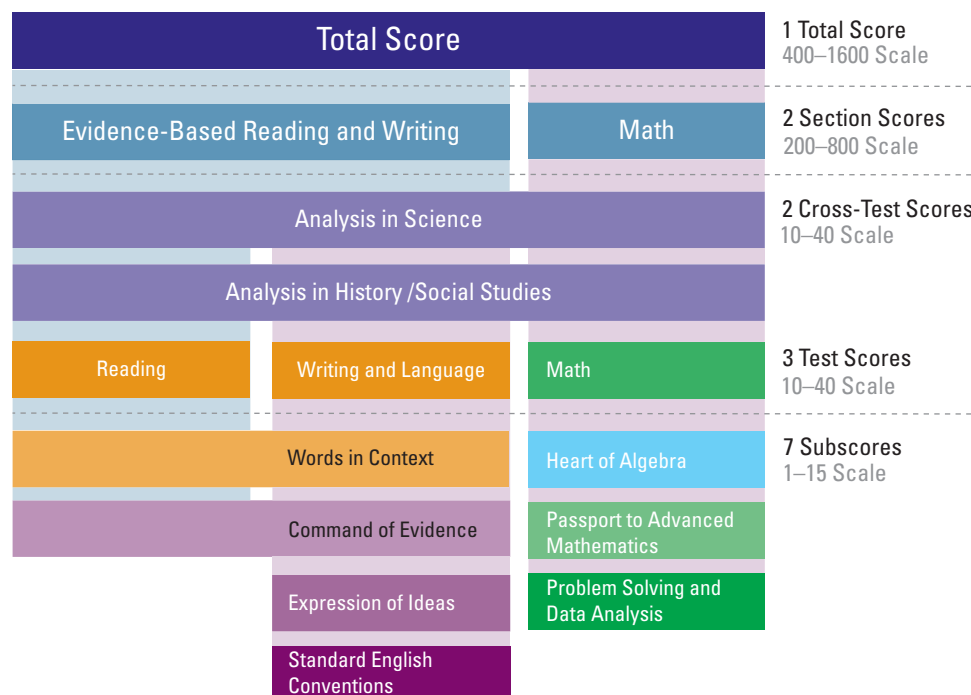 Total Score
1 Total Score
400–1600 Scale
Evidence-Based Reading and Writing
Math
2 Section Scores
200–800 Scale
Analysis in Science
2 Cross-Test Scores
10–40 Scale
Analysis in History /Social Studies
Reading
Writing and Language
Math
3 Test Scores
10–40 Scale
Words in Context
Heart of Algebra
7 Subscores
1–15 Scale
Command of Evidence
Passport to Advanced
Mathematics
Expression of Ideas
Problem Solving and
Data Analysis
Standard English
Conventions